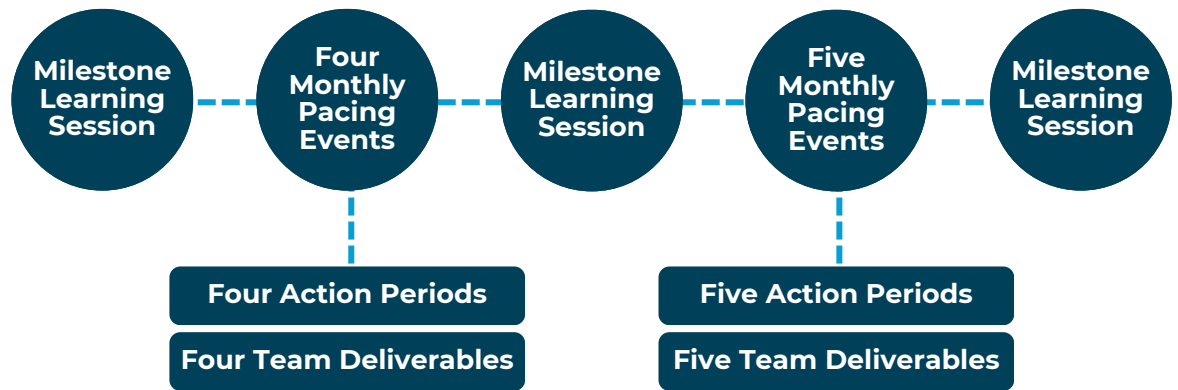 Milestone
Learning
Session
Four
Monthly
Pacing
Events
Milestone
Learning
Session
Five
Monthly
Pacing
Events
Milestone
Learning
Session
Four Action Periods
Four Team Deliverables
Five Action Periods
Five Team Deliverables